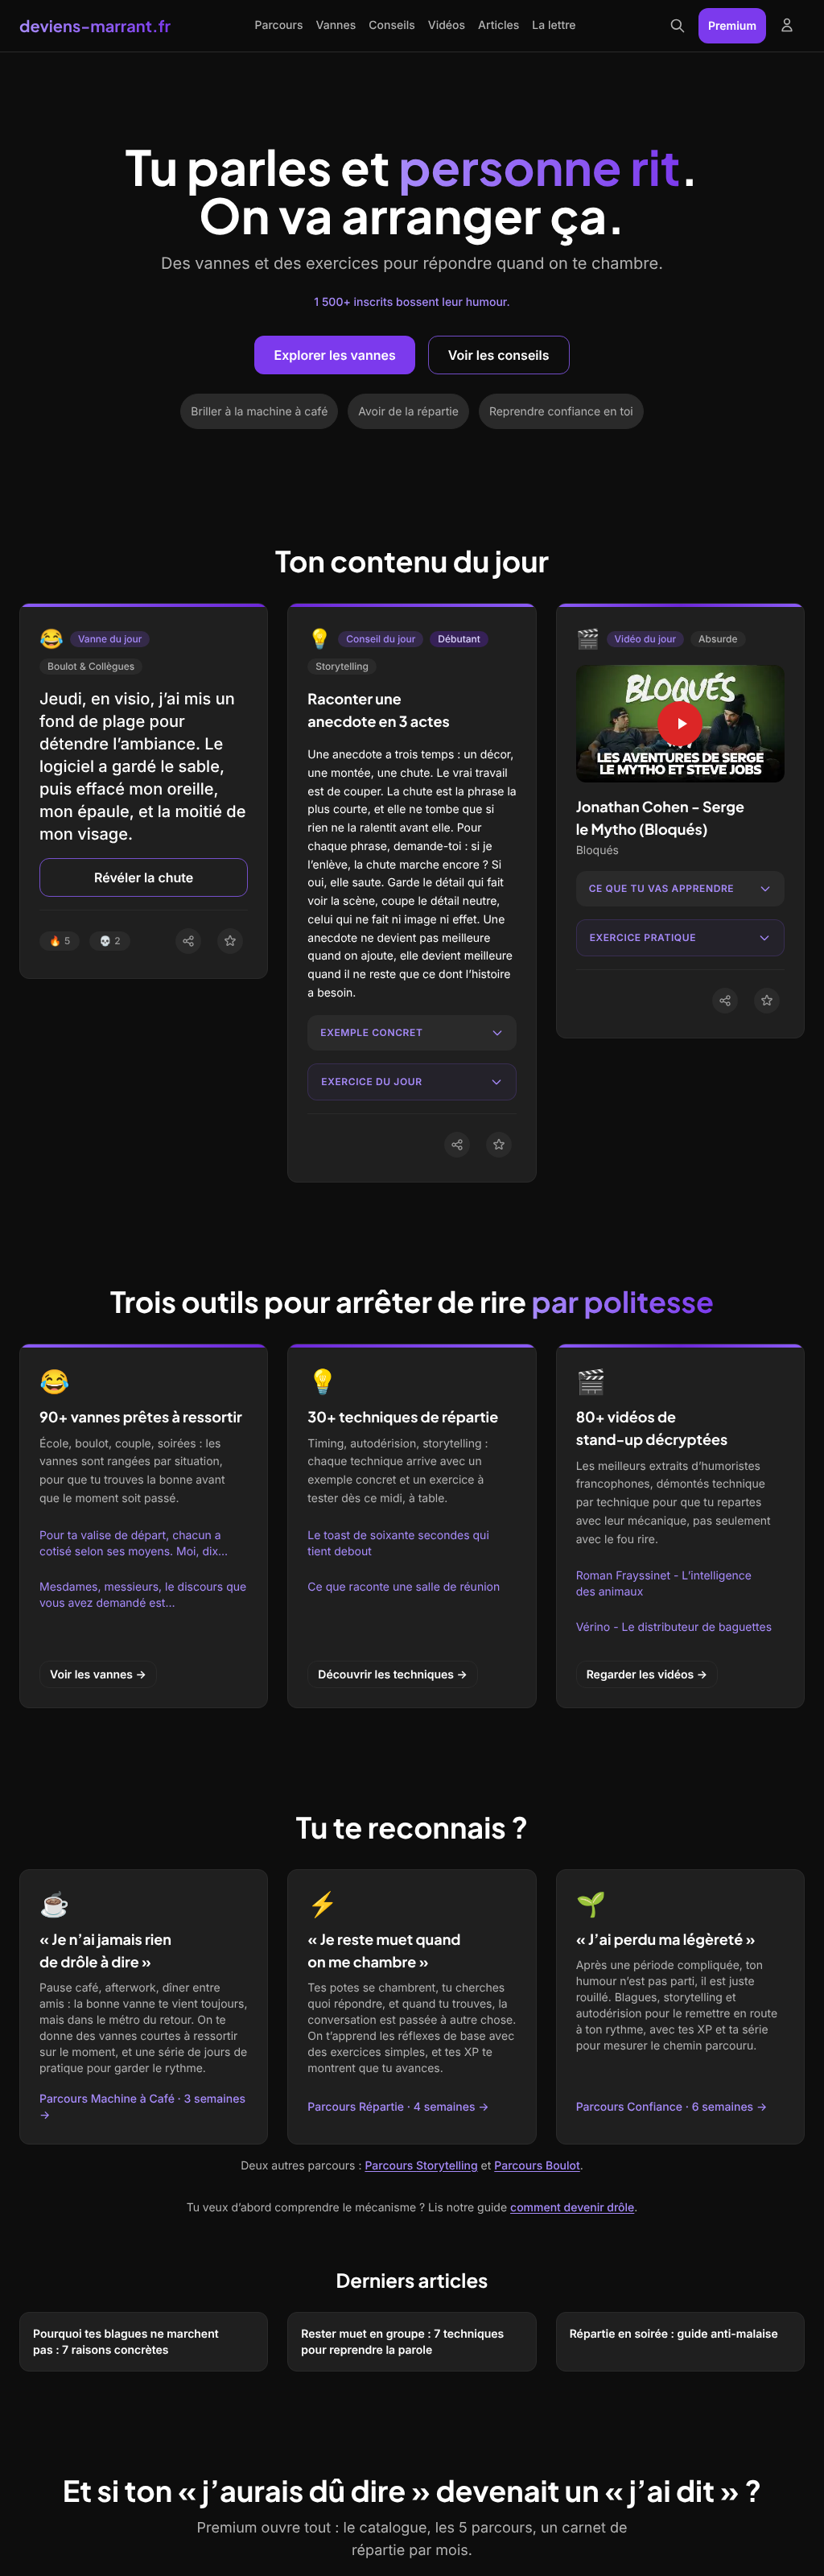 deviens-marrant.fr
Parcours Vannes Conseils Vidéos Articles La lettre
Premium
Tu parles et personne rit.
On va arranger ça.
Des vannes et des exercices pour répondre quand on te chambre.
1 500+ inscrits bossent leur humour.
Explorer les vannes
Voir les conseils
Briller à la machine à café
Avoir de la répartie
Reprendre confiance en toi
Ton contenu du jour
😂 Vanne du jour
Boulot & Collègues
Jeudi, en visio, j’ai mis un
fond de plage pour
détendre l’ambiance. Le
logiciel a gardé le sable,
puis effacé mon oreille,
mon épaule, et la moitié de
mon visage.
Révéler la chute
🔥 5 💀 2
💡 Conseil du jour Débutant
Storytelling
Raconter une
anecdote en 3 actes
Une anecdote a trois temps : un décor,
une montée, une chute. Le vrai travail
est de couper. La chute est la phrase la
plus courte, et elle ne tombe que si
rien ne la ralentit avant elle. Pour
chaque phrase, demande-toi : si je
l’enlève, la chute marche encore ? Si
oui, elle saute. Garde le détail qui fait
voir la scène, coupe le détail neutre,
celui qui ne fait ni image ni effet. Une
anecdote ne devient pas meilleure
quand on ajoute, elle devient meilleure
quand il ne reste que ce dont l’histoire
a besoin.
EXEMPLE CONCRET
EXERCICE DU JOUR
🎬 Vidéo du jour Absurde
BLOQUÉS
LES AVENTURES DE SERGE
LE MYTHO ET STEVE JOBS
Jonathan Cohen - Serge
le Mytho (Bloqués)
Bloqués
CE QUE TU VAS APPRENDRE
EXERCICE PRATIQUE
Trois outils pour arrêter de rire par politesse
😂
90+ vannes prêtes à ressortir
École, boulot, couple, soirées : les
vannes sont rangées par situation,
pour que tu trouves la bonne avant
que le moment soit passé.
Pour ta valise de départ, chacun a
cotisé selon ses moyens. Moi, dix…
Mesdames, messieurs, le discours que
vous avez demandé est…
Voir les vannes →
💡
30+ techniques de répartie
Timing, autodérision, storytelling :
chaque technique arrive avec un
exemple concret et un exercice à
tester dès ce midi, à table.
Le toast de soixante secondes qui
tient debout
Ce que raconte une salle de réunion
Découvrir les techniques →
🎬
80+ vidéos de
stand-up décryptées
Les meilleurs extraits d’humoristes
francophones, démontés technique
par technique pour que tu repartes
avec leur mécanique, pas seulement
avec le fou rire.
Roman Frayssinet - L’intelligence
des animaux
Vérino - Le distributeur de baguettes
Regarder les vidéos →
Tu te reconnais ?
☕
« Je n’ai jamais rien
de drôle à dire »
Pause café, afterwork, dîner entre
amis : la bonne vanne te vient toujours,
mais dans le métro du retour. On te
donne des vannes courtes à ressortir
sur le moment, et une série de jours de
pratique pour garder le rythme.
Parcours Machine à Café · 3 semaines
→
⚡
« Je reste muet quand
on me chambre »
Tes potes se chambrent, tu cherches
quoi répondre, et quand tu trouves, la
conversation est passée à autre chose.
On t’apprend les réflexes de base avec
des exercices simples, et tes XP te
montrent que tu avances.
Parcours Répartie · 4 semaines →
🌱
« J’ai perdu ma légèreté »
Après une période compliquée, ton
humour n’est pas parti, il est juste
rouillé. Blagues, storytelling et
autodérision pour le remettre en route
à ton rythme, avec tes XP et ta série
pour mesurer le chemin parcouru.
Parcours Confiance · 6 semaines →
Deux autres parcours : Parcours Storytelling et Parcours Boulot.
Tu veux d’abord comprendre le mécanisme ? Lis notre guide comment devenir drôle.
Derniers articles
Pourquoi tes blagues ne marchent
pas : 7 raisons concrètes
Rester muet en groupe : 7 techniques
pour reprendre la parole
Répartie en soirée : guide anti-malaise
Et si ton « j’aurais dû dire » devenait un « j’ai dit » ?
Premium ouvre tout : le catalogue, les 5 parcours, un carnet de
répartie par mois.